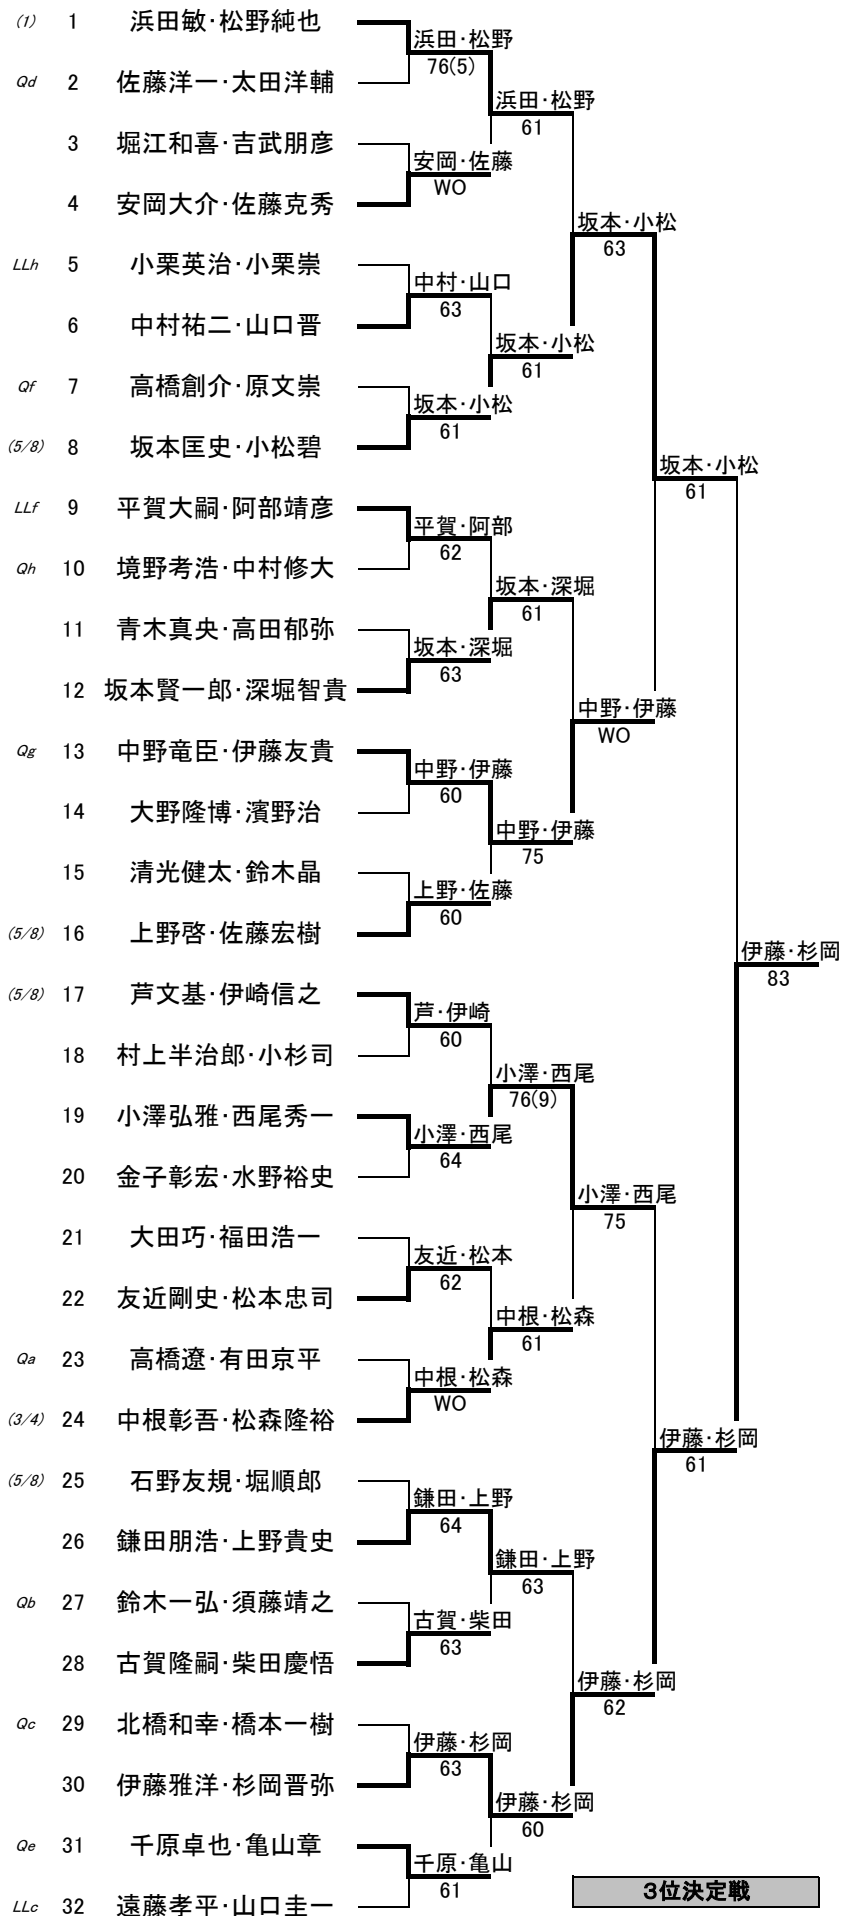 (1) 1 浜田敏・松野純也
浜田・松野
76(5)
Qd 2 佐藤洋一・太田洋輔
浜田・松野
61
3 堀江和喜・吉武朋彦
安岡・佐藤
WO
4 安岡大介・佐藤克秀
坂本・小松
63
LLh 5 小栗英治・小栗崇
中村・山口
63
6 中村祐二・山口晋
坂本・小松
61
Qf 7 高橋創介・原文崇
坂本・小松
61
(5/8) 8 坂本匡史・小松碧
坂本・小松
61
LLf 9 平賀大嗣・阿部靖彦
平賀・阿部
62
Qh 10 境野考浩・中村修大
坂本・深堀
61
11 青木真央・高田郁弥
坂本・深堀
63
12 坂本賢一郎・深堀智貴
中野・伊藤
WO
Qg 13 中野竜臣・伊藤友貴
中野・伊藤
60
14 大野隆博・濱野治
中野・伊藤
75
15 清光健太・鈴木晶
上野・佐藤
60
(5/8) 16 上野啓・佐藤宏樹
伊藤・杉岡
83
(5/8) 17 芦文基・伊崎信之
芦・伊崎
60
18 村上半治郎・小杉司
小澤・西尾
76(9)
19 小澤弘雅・西尾秀一
小澤・西尾
64
20 金子彰宏・水野裕史
小澤・西尾
75
21 大田巧・福田浩一
友近・松本
62
22 友近剛史・松本忠司
中根・松森
61
Qa 23 高橋遼・有田京平
中根・松森
WO
(3/4) 24 中根彰吾・松森隆裕
伊藤・杉岡
61
(5/8) 25 石野友規・堀順郎
鎌田・上野
64
26 鎌田朋浩・上野貴史
鎌田・上野
63
Qb 27 鈴木一弘・須藤靖之
古賀・柴田
63
28 古賀隆嗣・柴田慶悟
伊藤・杉岡
62
Qc 29 北橋和幸・橋本一樹
伊藤・杉岡
63
30 伊藤雅洋・杉岡晋弥
伊藤・杉岡
60
Qe 31 千原卓也・亀山章
千原・亀山
61
3位決定戦
LLc 32 遠藤孝平・山口圭一